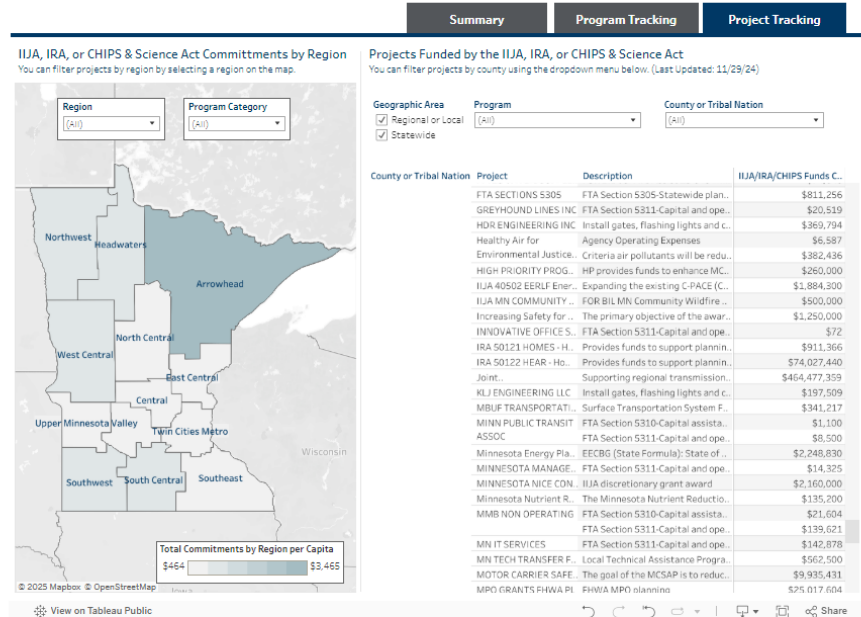 Summary
Program Tracking
Project Tracking
IIJA, IRA, or CHIPS & Science Act Committments by Region
You can filter projects by region by selecting a region on the map.
Region
(All)
Program Category
(All)
Northwest
Headwaters
Arrowhead
North Central
West Central
East Central
Central
Upper Minnesota Valley
Twin Cities Metro
Wisconsin
Southwest
South Central
Southeast
Total Commitments by Region per Capita
$464
$3,465
© 2025 Mapbox © OpenStreetMap
Projects Funded by the IIJA, IRA, or CHIPS & Science Act
You can filter projects by county using the dropdown menu below. (Last Updated: 11/29/24)
Geographic Area
Regional or Local
Statewide
Program
(All)
County or Tribal Nation
(All)
County or Tribal Nation Project Description IIJA/IRA/CHIPS Funds C..
FTA SECTIONS 5305 FTA Section 5305-Statewide plan.. $811,256
GREYHOUND LINES INC FTA Section 5311-Capital and ope.. $20,519
HDR ENGINEERING INC Install gates, flashing lights and c.. $369,794
Healthy Air for Agency Operating Expenses $6,587
Environmental Justice.. Criteria air pollutants will be redu.. $382,436
HIGH PRIORITY PROG.. HP provides funds to enhance MC.. $260,000
IIJA 40502 EERLF Ener.. Expanding the existing C-PACE (C.. $1,884,300
IIJA MN COMMUNITY .. FOR BIL MN Community Wildfire .. $500,000
Increasing Safety for .. The primary objective of the awar.. $1,250,000
INNOVATIVE OFFICE S.. FTA Section 5311-Capital and ope.. $72
IRA 50121 HOMES - H.. Provides funds to support plannin.. $911,366
IRA 50122 HEAR - Ho.. Provides funds to support plannin.. $74,027,440
Joint.. Supporting regional transmission.. $464,477,359
KLJ ENGINEERING LLC Install gates, flashing lights and c.. $197,509
MBUF TRANSPORTATI.. Surface Transportation System F.. $341,217
MINN PUBLIC TRANSIT FTA Section 5310-Capital assista.. $1,100
ASSOC FTA Section 5311-Capital and ope.. $8,500
Minnesota Energy Pla.. EECBG (State Formula): State of .. $2,248,830
MINNESOTA MANAGE.. FTA Section 5311-Capital and ope.. $14,325
MINNESOTA NICE CON.. IIJA discretionary grant award $2,160,000
Minnesota Nutrient R.. The Minnesota Nutrient Reductio.. $135,200
MMB NON OPERATING FTA Section 5310-Capital assista.. $21,604
FTA Section 5311-Capital and ope.. $139,621
MN IT SERVICES FTA Section 5311-Capital and ope.. $142,878
MN TECH TRANSFER F.. Local Technical Assistance Progra.. $562,500
MOTOR CARRIER SAFE.. The goal of the MCSAP is to reduc.. $9,935,431
MPO GRANTS FHWA PL FHWA MPO planning $25,017,604
View on Tableau Public
Share